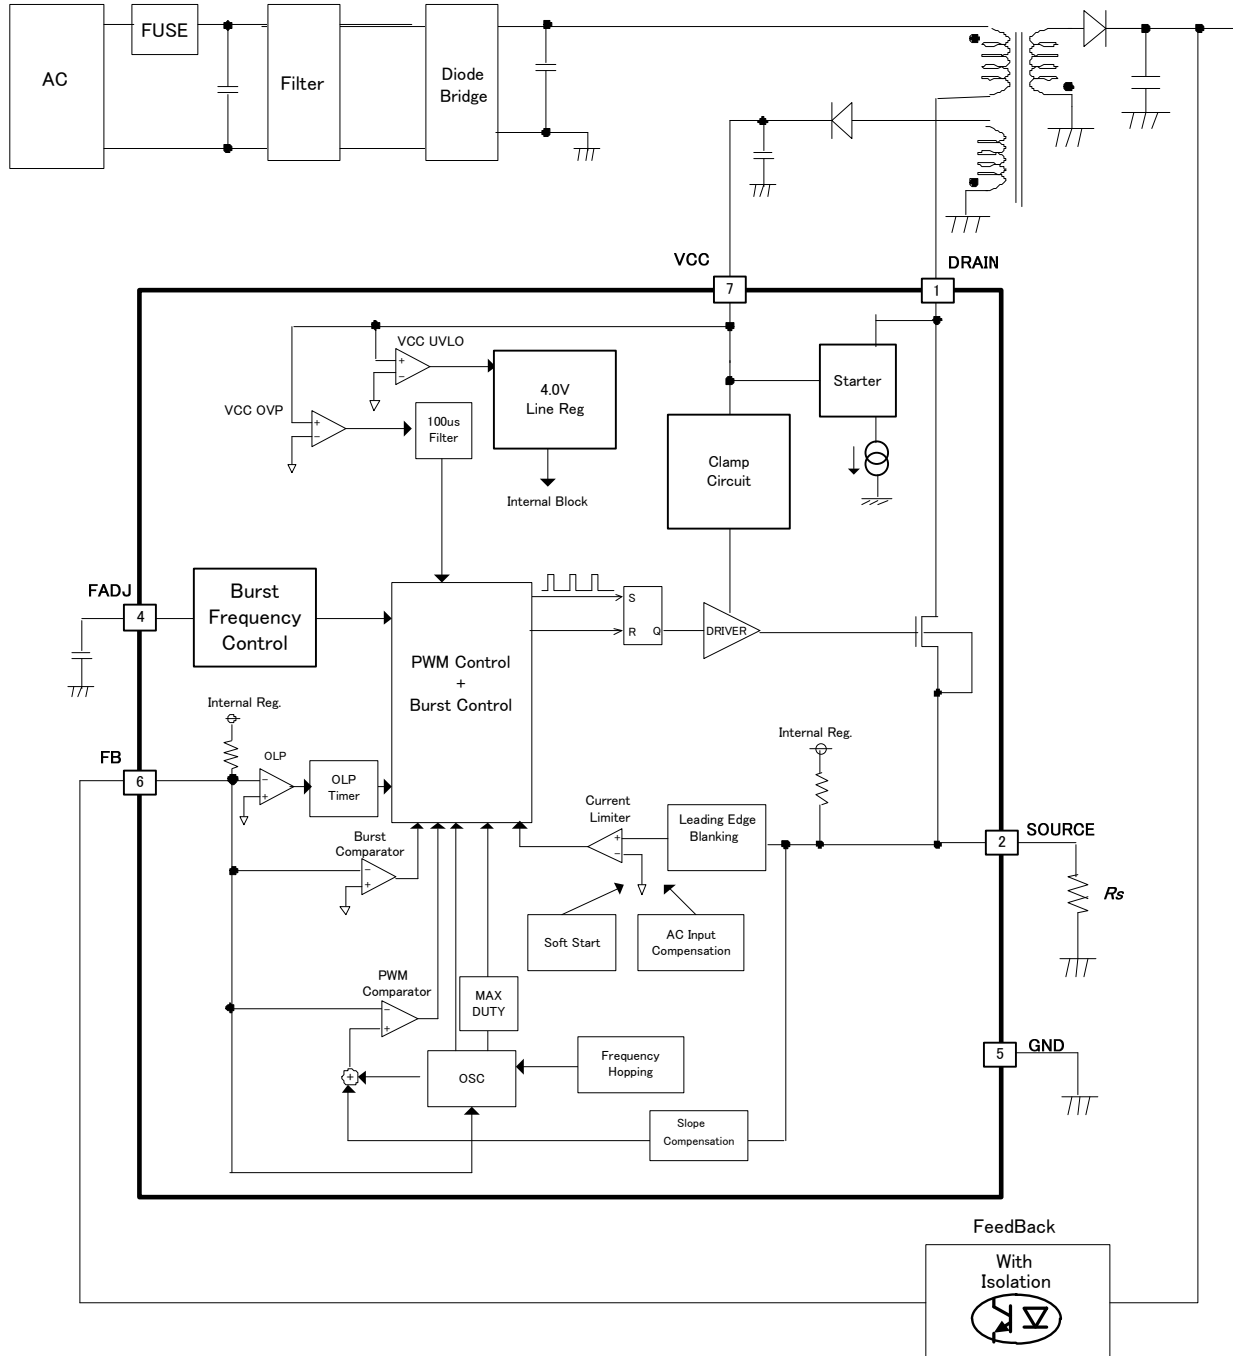 AC
FUSE
Filter
Diode
Bridge
VCC
DRAIN
7
1
VCC UVLO
+
−
4.0V
Line Reg
Starter
VCC OVP
+
−
100us
Filter
Clamp
Circuit
Internal Block
FADJ
4
Burst
Frequency
Control
S
R
Q
DRIVER
PWM Control
+
Burst Control
Internal Reg.
Internal Reg.
FB
6
OLP
−
+
OLP
Timer
Current
Limiter
+
−
Leading Edge
Blanking
SOURCE
2
Burst
Comparator
−
+
Rs
Soft Start
AC Input
Compensation
PWM
Comparator
−
+
MAX
DUTY
GND
5
+
OSC
Frequency
Hopping
Slope
Compensation
FeedBack
With
Isolation